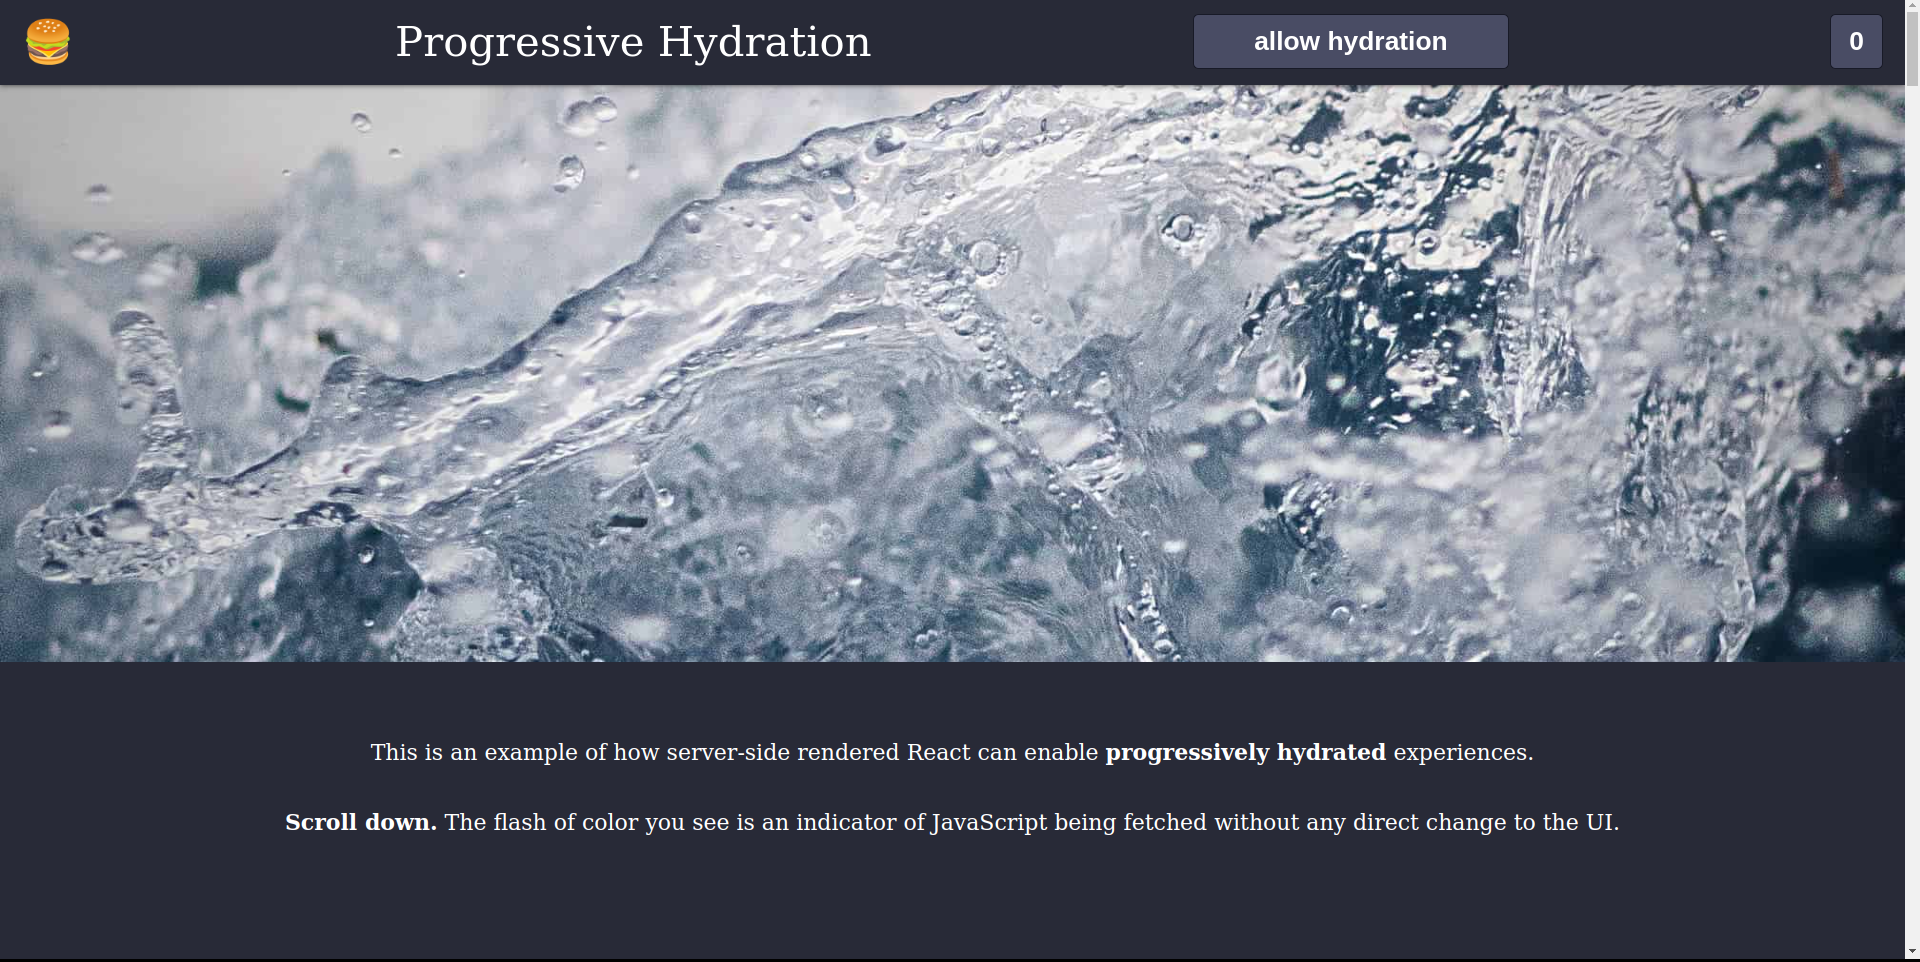 Progressive Hydration
allow hydration
0
This is an example of how server-side rendered React can enable progressively hydrated experiences.
Scroll down. The flash of color you see is an indicator of JavaScript being fetched without any direct change to the UI.